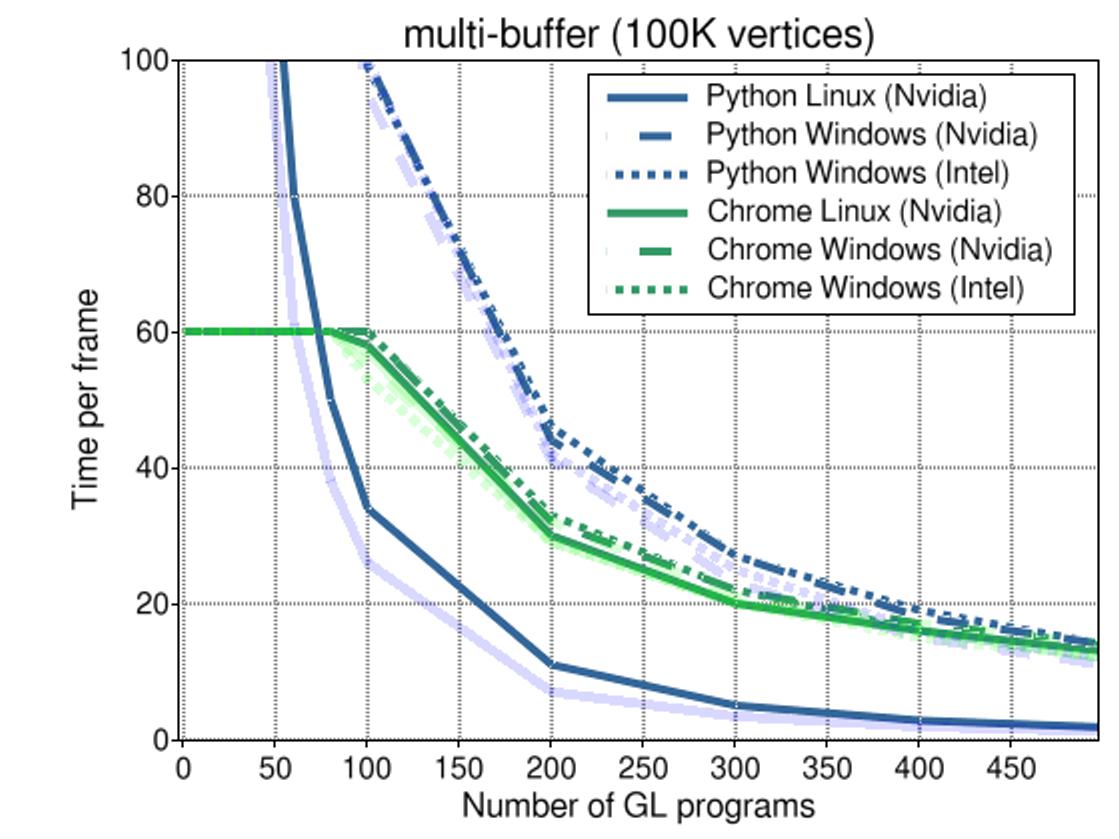 multi-buffer (100K vertices)
100
80
60
40
20
0
Time per frame
Python Linux (Nvidia)
Python Windows (Nvidia)
Python Windows (Intel)
Chrome Linux (Nvidia)
Chrome Windows (Nvidia)
Chrome Windows (Intel)
0 50 100 150 200 250 300 350 400 450
Number of GL programs